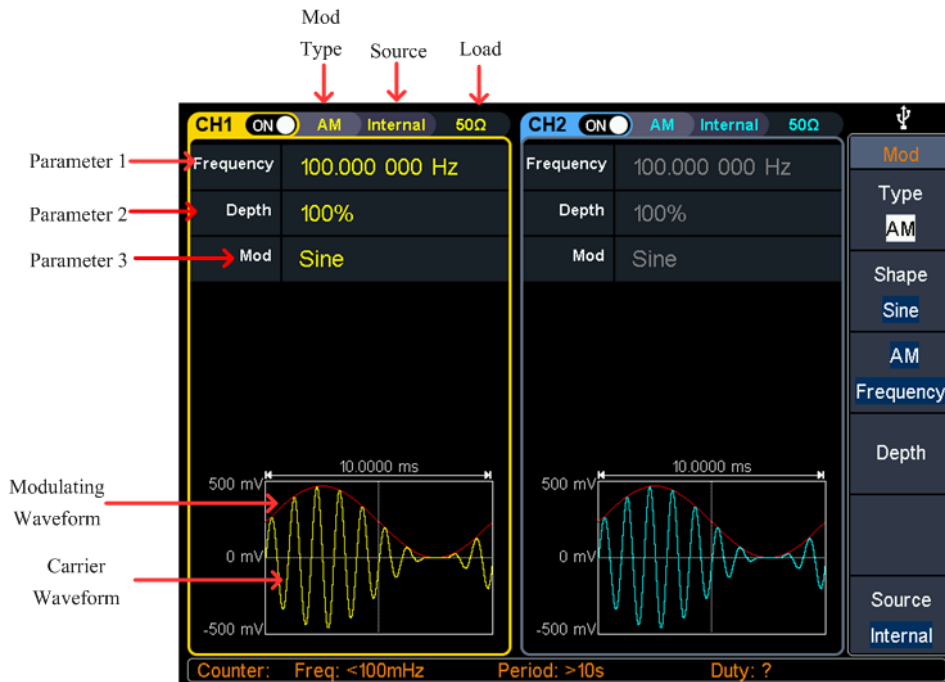 Mod
Type
Source
Load
CH1 ON AM Internal 50Ω
CH2 ON AM Internal 50Ω
Parameter 1
Frequency 100.000 000 Hz
Frequency 100.000 000 Hz
Parameter 2
Depth 100%
Depth 100%
Parameter 3
Mod Sine
Mod Sine
Mod
Type
AM
Shape
Sine
AM
Frequency
Depth
Source
Internal
Modulating
Waveform
Carrier
Waveform
10.0000 ms
500 mV
0 mV
-500 mV
10.0000 ms
500 mV
0 mV
-500 mV
Counter: Freq: <100mHz Period: >10s Duty: ?